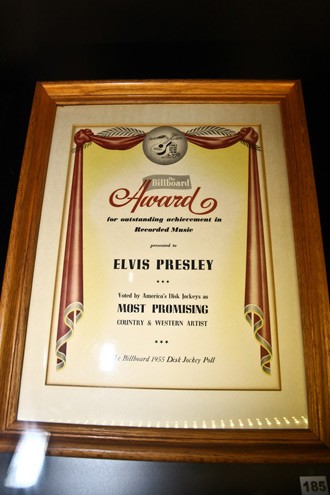 The
Billboard
Award
for outstanding achievement in
Recorded Music
presented to
ELVIS PRESLEY
Voted by America's Disk Jockeys as
MOST PROMISING
COUNTRY & WESTERN ARTIST
Billboard 1955 Disk Jockey Poll
185